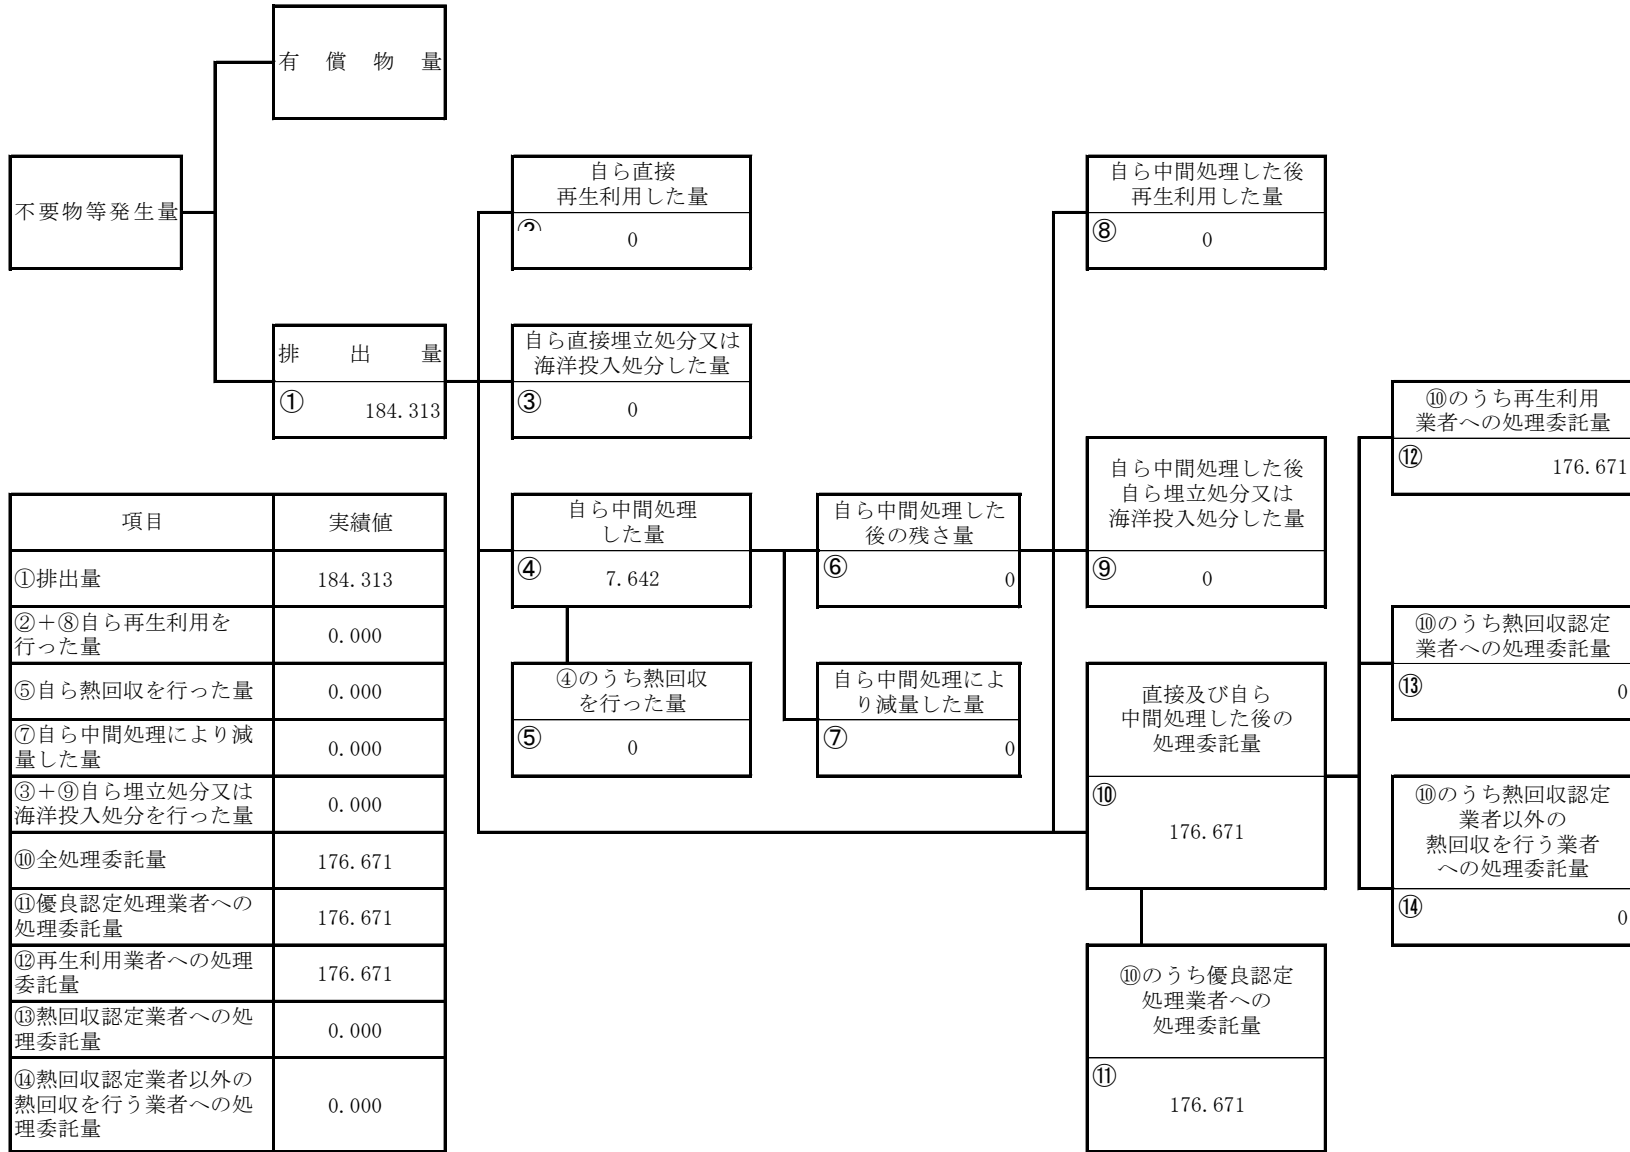 有償物量
不要物等発生量
排出量
① 184.313
自ら直接
再生利用した量
② 0
自ら直接埋立処分又は
海洋投入処分した量
③ 0
自ら中間処理
した量
④ 7.642
④のうち熱回収
を行った量
⑤ 0
自ら中間処理した
後の残さ量
⑥ 0
自ら中間処理によ
り減量した量
⑦ 0
自ら中間処理した後
再生利用した量
⑧ 0
自ら中間処理した後
自ら埋立処分又は
海洋投入処分した量
⑨ 0
直接及び自ら
中間処理した後の
処理委託量
⑩
176.671
⑩のうち優良認定
処理業者への
処理委託量
⑪
176.671
⑩のうち再生利用
業者への処理委託量
⑫ 176.671
⑩のうち熱回収認定
業者への処理委託量
⑬ 0
⑩のうち熱回収認定
業者以外の
熱回収を行う業者
への処理委託量
⑭ 0
項目 実績値
①排出量 184.313
②+⑧自ら再生利用を
行った量 0.000
⑤自ら熱回収を行った量 0.000
⑦自ら中間処理により減
量した量 0.000
③+⑨自ら埋立処分又は
海洋投入処分を行った量 0.000
⑩全処理委託量 176.671
⑪優良認定処理業者への
処理委託量 176.671
⑫再生利用業者への処理
委託量 176.671
⑬熱回収認定業者への処
理委託量 0.000
⑭熱回収認定業者以外の
熱回収を行う業者への処
理委託量 0.000